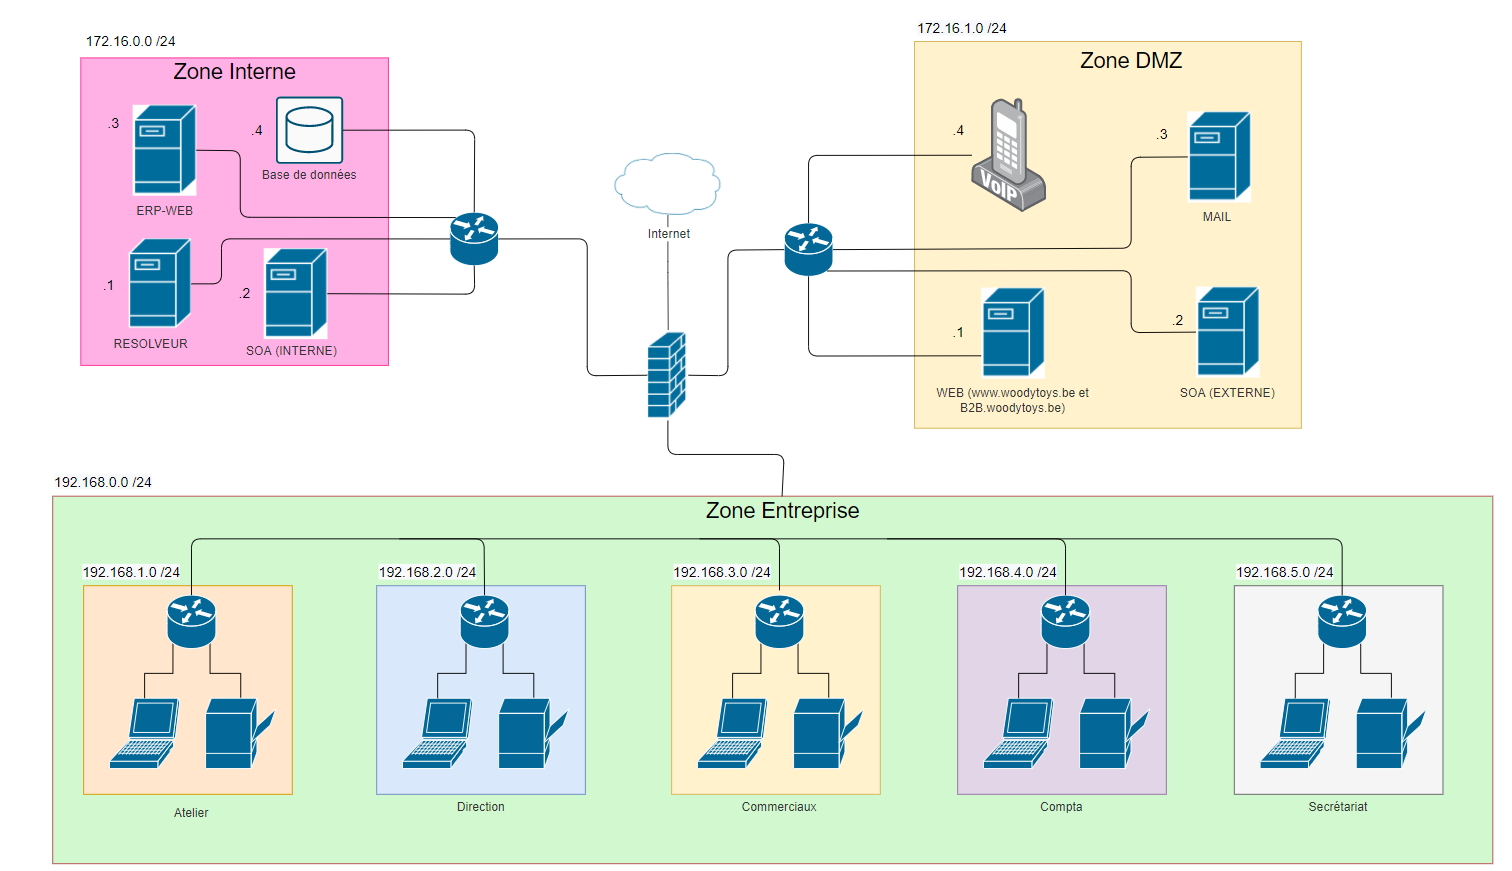 172.16.0.0 /24
Zone Interne
.3
.4
Base de données
ERP-WEB
.1
.2
RESOLVEUR
SOA (INTERNE)
Internet
172.16.1.0 /24
Zone DMZ
.4
VoIP
.3
MAIL
.1
.2
WEB (www.woodytoys.be et
B2B.woodytoys.be)
SOA (EXTERNE)
192.168.0.0 /24
Zone Entreprise
192.168.1.0 /24
192.168.2.0 /24
192.168.3.0 /24
192.168.4.0 /24
192.168.5.0 /24
Atelier
Direction
Commerciaux
Compta
Secrétariat